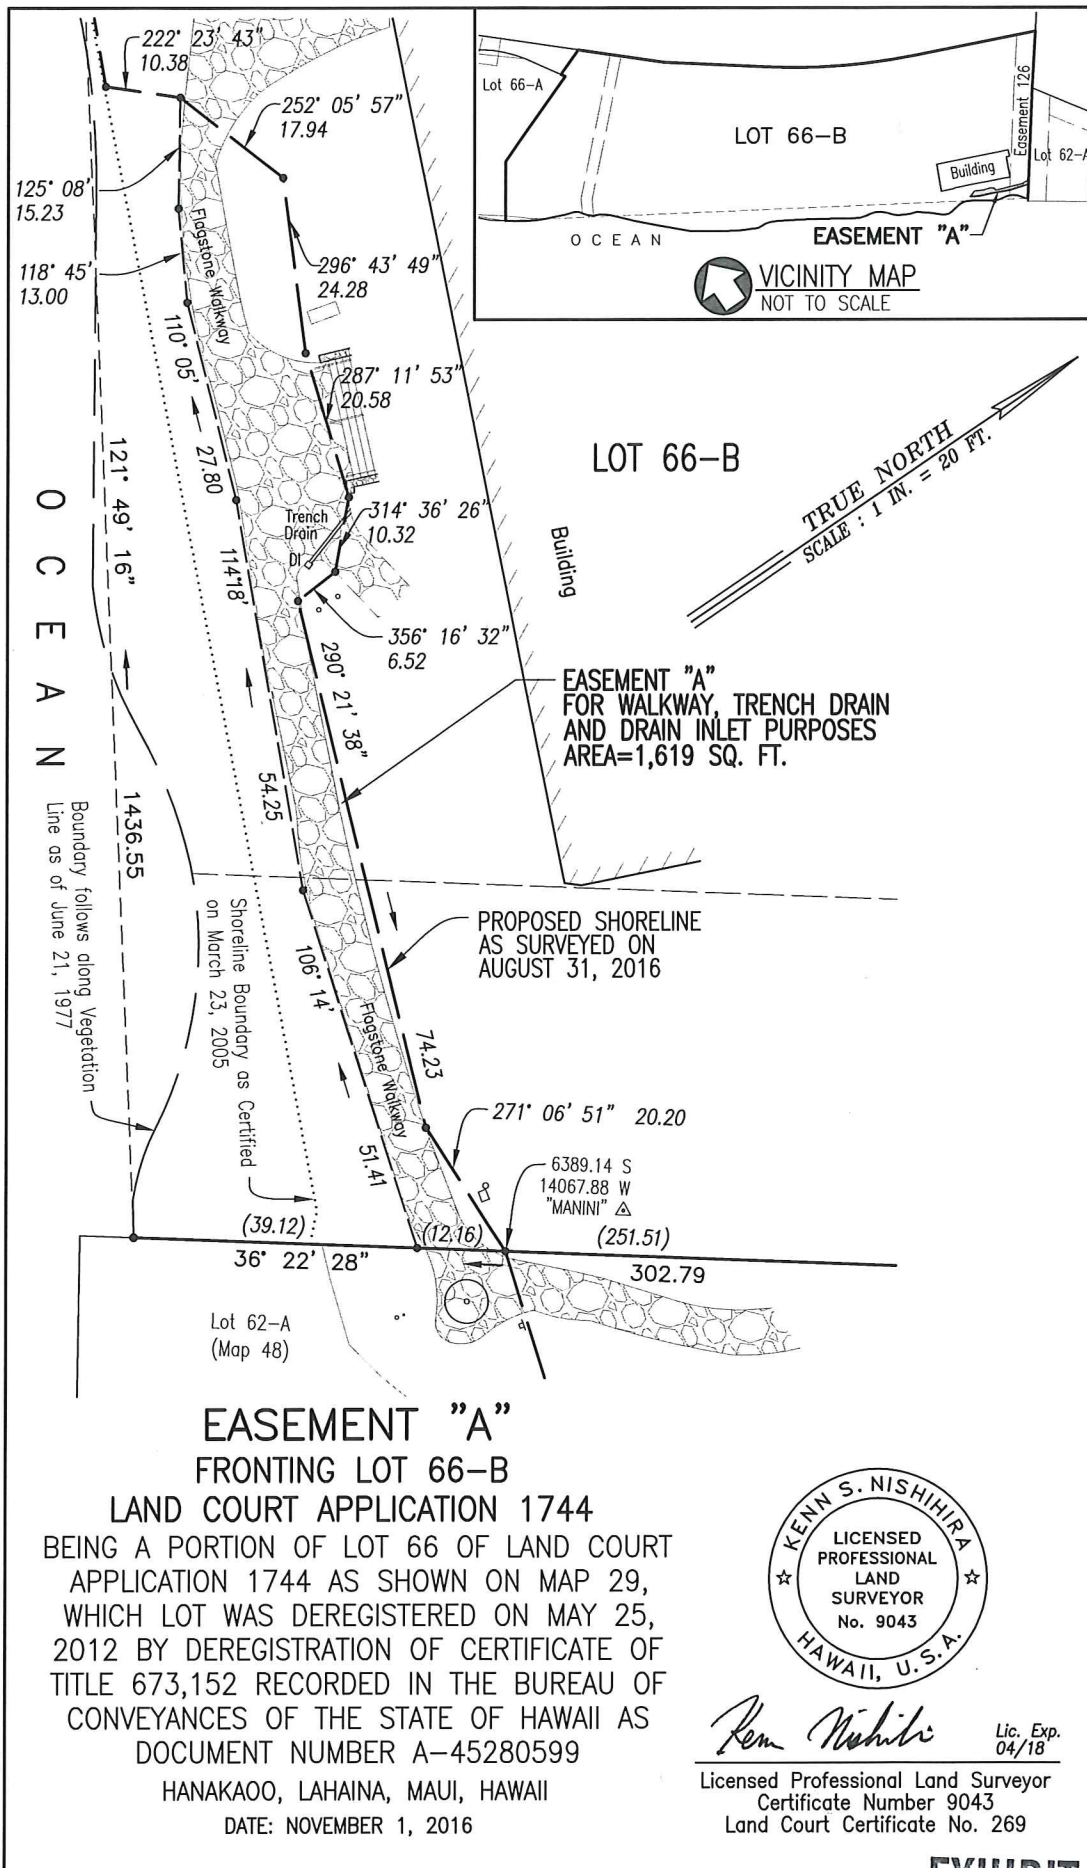 222° 23' 43"
10.38
252° 05' 57"
17.94
125° 08'
15.23
118° 45'
13.00
Flagstone Walkway
296° 43' 49"
24.28
110° 05'
27.80
287° 11' 53"
20.58
Lot 66-A
LOT 66-B
Easement 126
Lot 62-A
Building
OCEAN
EASEMENT "A"
VICINITY MAP
NOT TO SCALE
LOT 66-B
TRUE NORTH
SCALE : 1 IN. = 20 FT.
OCEAN
121° 49' 16"
1436.55
Trench
Drain
DI
314° 36' 26"
10.32
Building
114°18'
54.25
356° 16' 32"
6.52
290° 21' 38"
74.23
EASEMENT "A"
FOR WALKWAY, TRENCH DRAIN
AND DRAIN INLET PURPOSES
AREA=1,619 SQ. FT.
Boundary follows along Vegetation
Line as of June 21, 1977
Shoreline Boundary as Certified
on March 23, 2005
PROPOSED SHORELINE
AS SURVEYED ON
AUGUST 31, 2016
106° 14'
51.41
Flagstone Walkway
271° 06' 51" 20.20
6389.14 S
14067.88 W
"MANINI"
(39.12)
(12.16)
(251.51)
36° 22' 28"
302.79
Lot 62-A
(Map 48)
EASEMENT "A"
FRONTING LOT 66-B
LAND COURT APPLICATION 1744
BEING A PORTION OF LOT 66 OF LAND COURT
APPLICATION 1744 AS SHOWN ON MAP 29,
WHICH LOT WAS DEREGISTERED ON MAY 25,
2012 BY DEREGISTRATION OF CERTIFICATE OF
TITLE 673,152 RECORDED IN THE BUREAU OF
CONVEYANCES OF THE STATE OF HAWAII AS
DOCUMENT NUMBER A-45280599
HANAKAOO, LAHAINA, MAUI, HAWAII
DATE: NOVEMBER 1, 2016
KENN S. NISHIHIRA
LICENSED
PROFESSIONAL
LAND
SURVEYOR
No. 9043
HAWAII, U.S.A.
Lic. Exp.
04/18
Licensed Professional Land Surveyor
Certificate Number 9043
Land Court Certificate No. 269